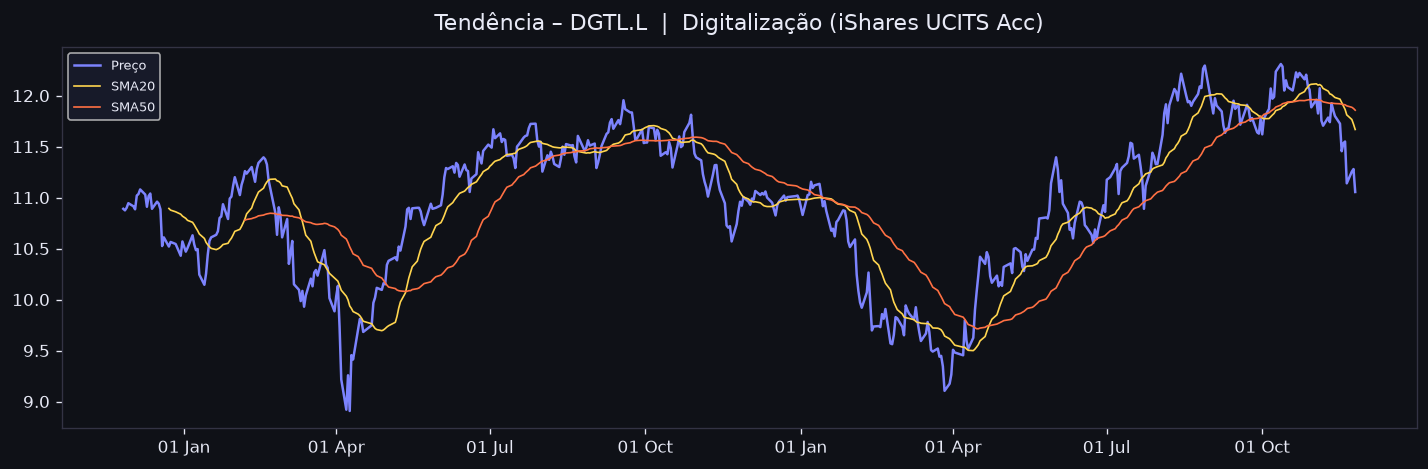 Tendência – DGTL.L | Digitalização (iShares UCITS Acc)
Preço
SMA20
SMA50
12.0
11.5
11.0
10.5
10.0
9.5
9.0
01 Jan
01 Apr
01 Jul
01 Oct
01 Jan
01 Apr
01 Jul
01 Oct